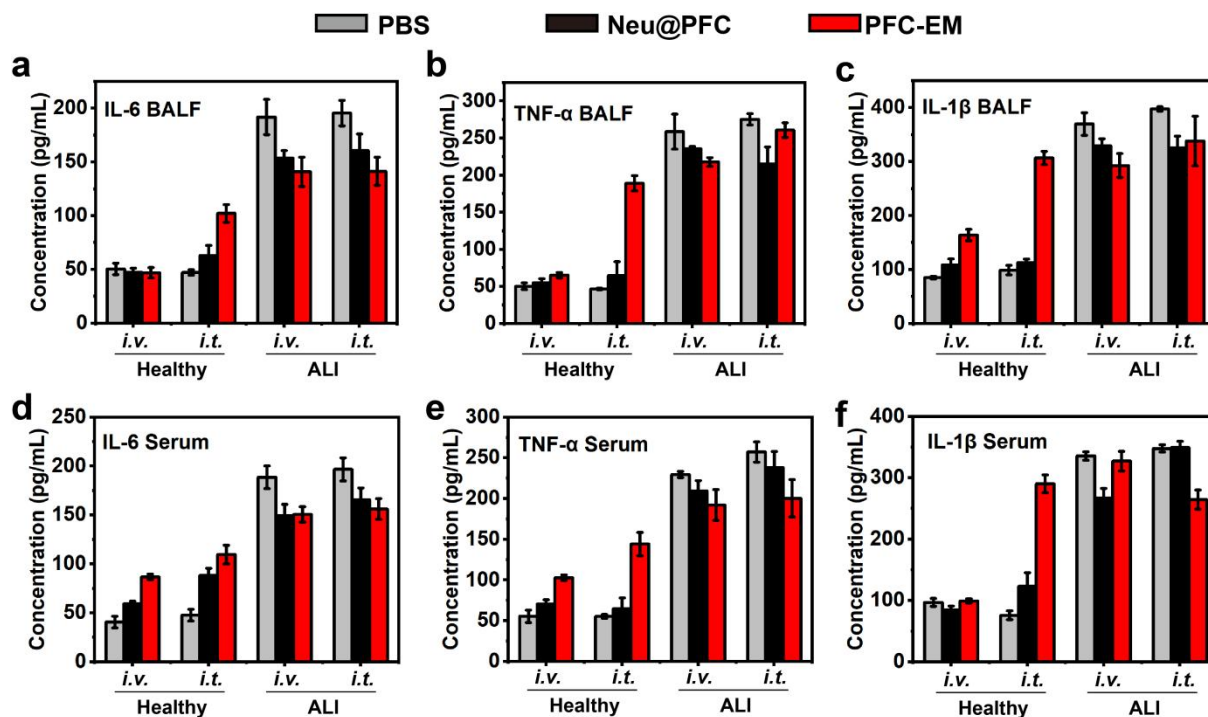 PBS Neu@PFC PFC-EM
a
IL-6 BALF
Concentration (pg/mL)
200
150
100
50
0
i.v. i.t. i.v. i.t.
Healthy ALI
b
TNF-α BALF
Concentration (pg/mL)
300
250
200
150
100
50
0
i.v. i.t. i.v. i.t.
Healthy ALI
c
IL-1β BALF
Concentration (pg/mL)
400
300
200
100
0
i.v. i.t. i.v. i.t.
Healthy ALI
d
IL-6 Serum
Concentration (pg/mL)
250
200
150
100
50
0
i.v. i.t. i.v. i.t.
Healthy ALI
e
TNF-α Serum
Concentration (pg/mL)
300
250
200
150
100
50
0
i.v. i.t. i.v. i.t.
Healthy ALI
f
IL-1β Serum
Concentration (pg/mL)
400
300
200
100
0
i.v. i.t. i.v. i.t.
Healthy ALI